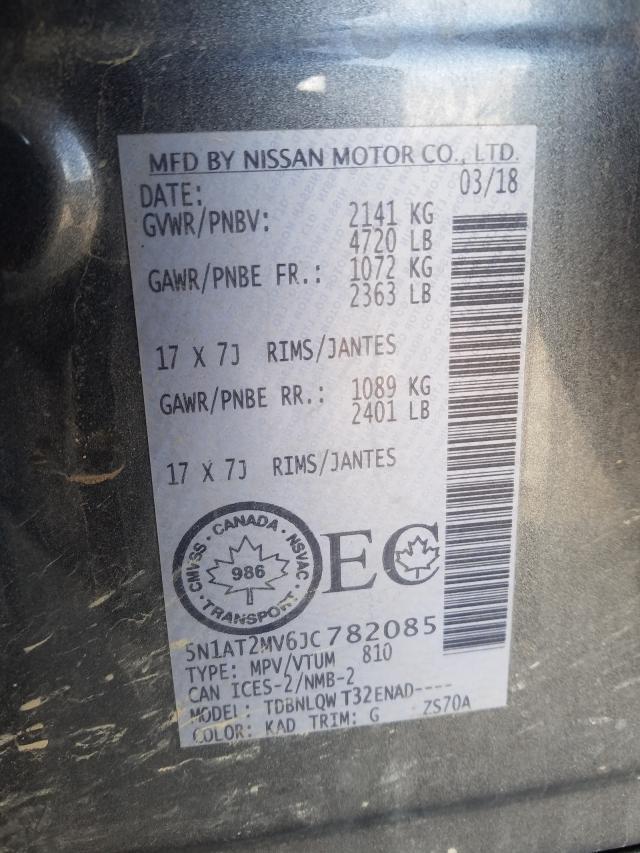 MFD BY NISSAN MOTOR CO., LTD.
DATE: 03/18
GVWR/PNBV: 2141 KG
4720 LB
GAWR/PNBE FR.: 1072 KG
2363 LB
17 X 7J RIMS/JANTES
GAWR/PNBE RR.: 1089 KG
2401 LB
17 X 7J RIMS/JANTES
CMVSS · CANADA · NSVAC · TRANSPORT ·
986
EC
5N1AT2MV6JC782085
TYPE: MPV/VTUM 810
CAN ICES-2/NMB-2
MODEL: TDBNLQW T32ENAD----
COLOR: KAD TRIM: G ZS70A